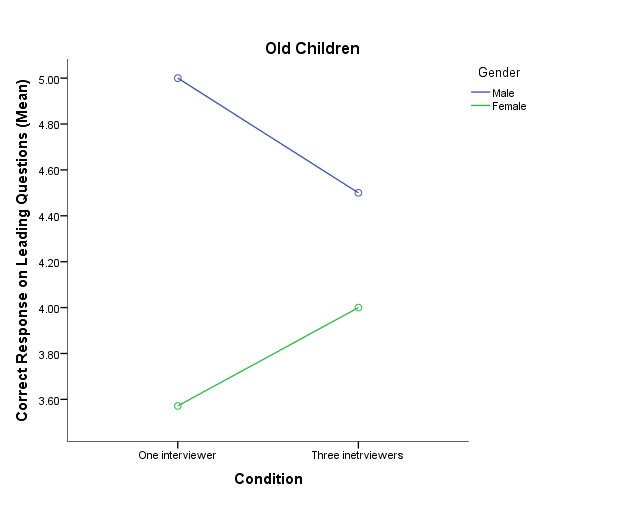 Old Children
Gender
Male
Female
Correct Response on Leading Questions (Mean)
5.00
4.80
4.60
4.40
4.20
4.00
3.80
3.60
One interviewer
Three inetrviewers
Condition